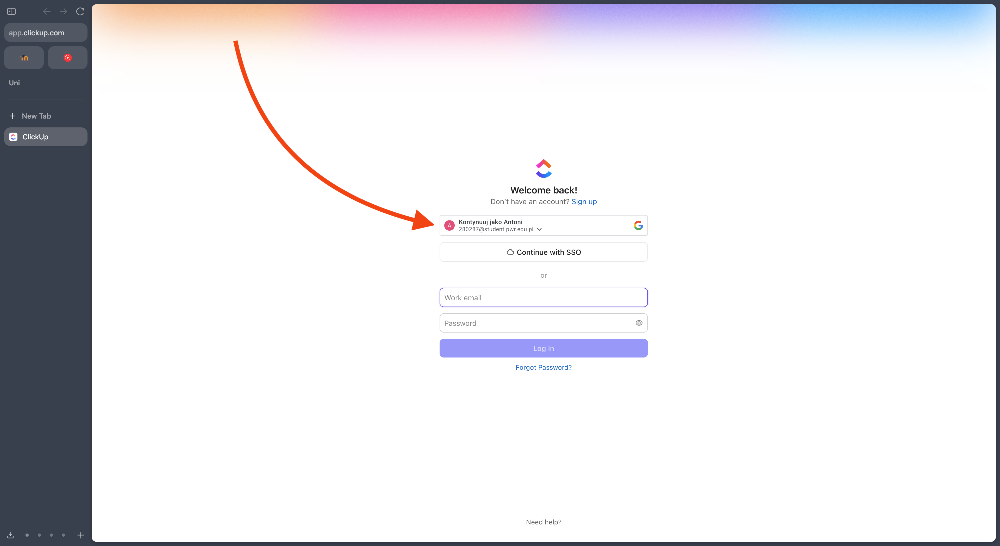 app.clickup.com
Uni
New Tab
ClickUp
Welcome back!
Don’t have an account? Sign up
A
Kontynuuj jako Antoni
280287@student.pwr.edu.pl
Continue with SSO
or
Work email
Password
Log In
Forgot Password?
Need help?